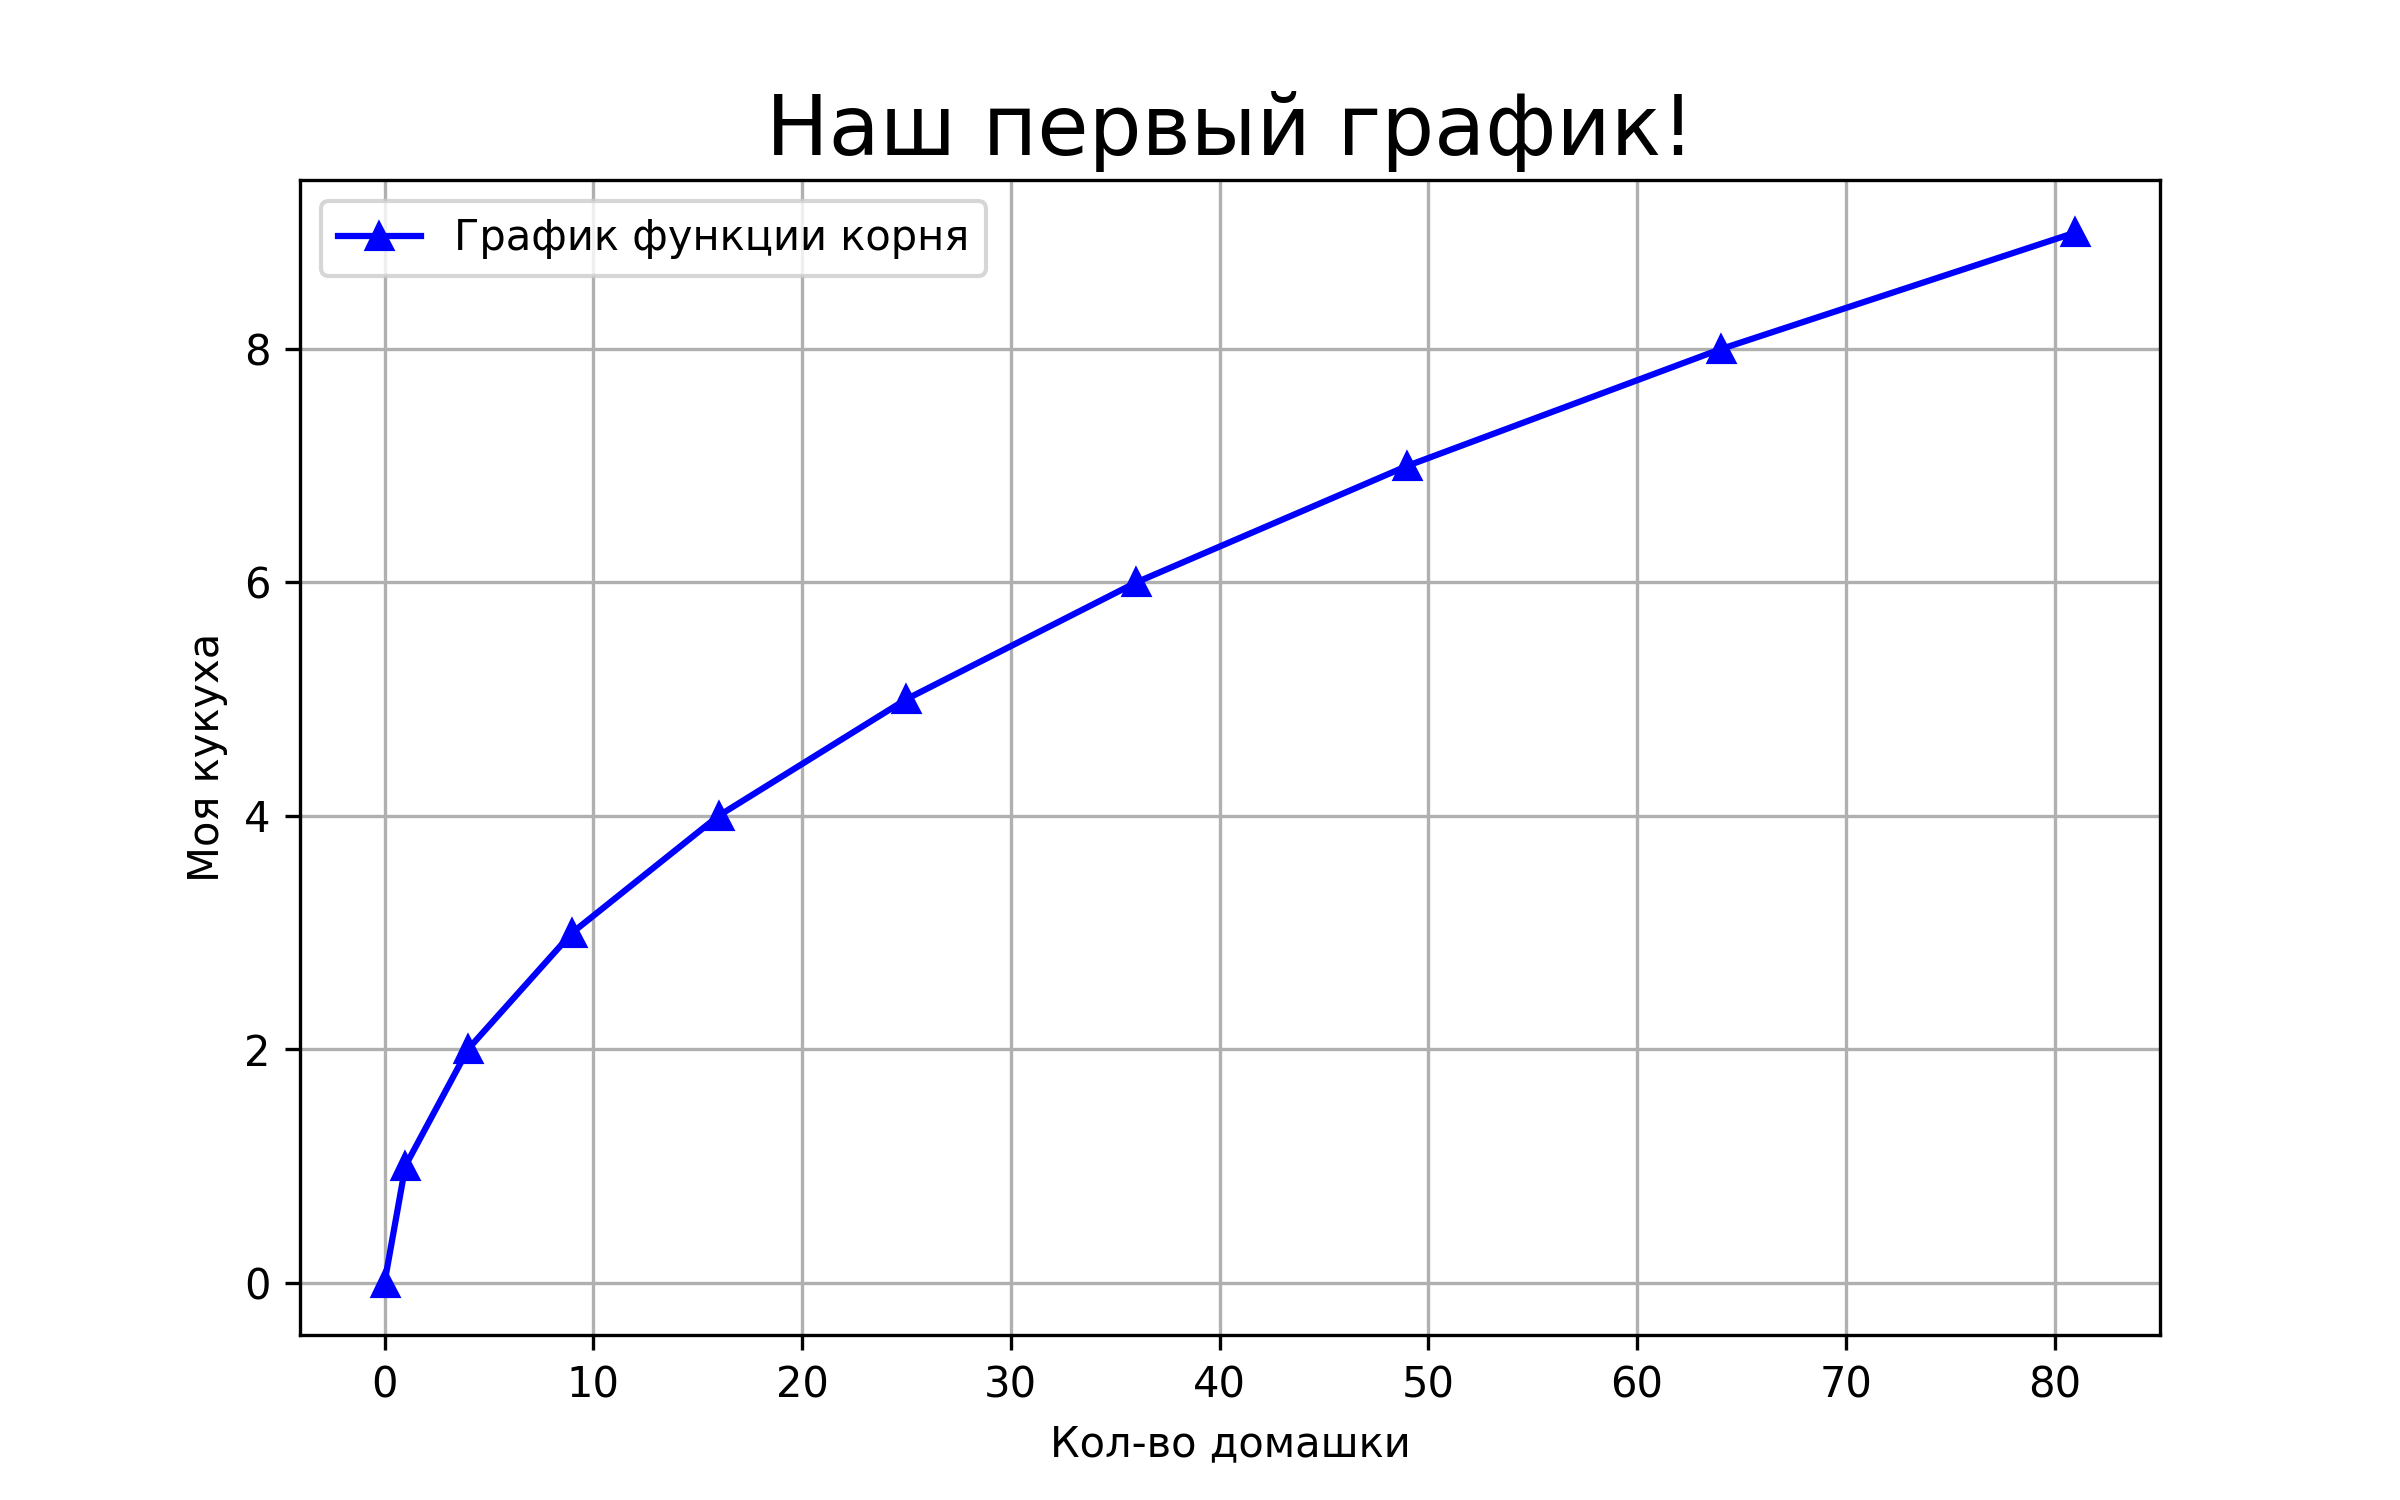 Наш первый график!
График функции корня
8
6
4
2
0
Моя кукуха
0 10 20 30 40 50 60 70 80
Кол-во домашки